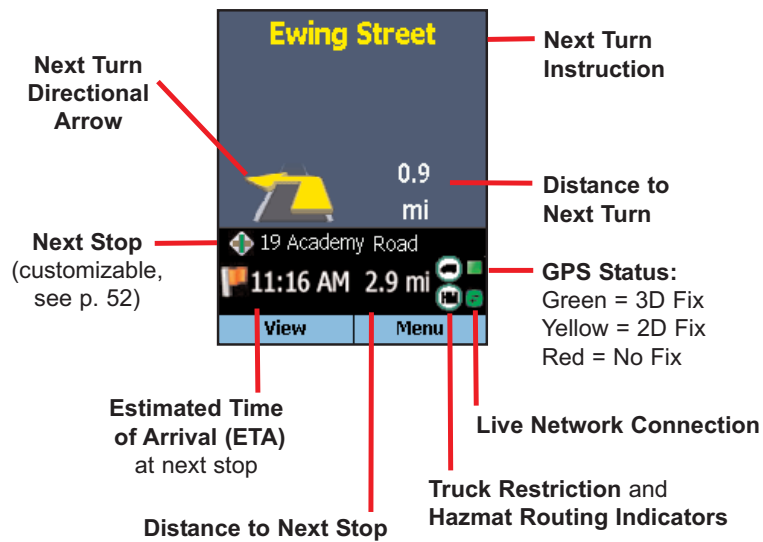 Ewing Street
Next Turn
Instruction
Next Turn
Directional
Arrow
0.9
mi
Distance to
Next Turn
Next Stop
(customizable,
see p. 52)
19 Academy Road
11:16 AM 2.9 mi
HM
GPS Status:
Green = 3D Fix
Yellow = 2D Fix
Red = No Fix
View Menu
Estimated Time
of Arrival (ETA)
at next stop
Live Network Connection
Truck Restriction and
Hazmat Routing Indicators
Distance to Next Stop